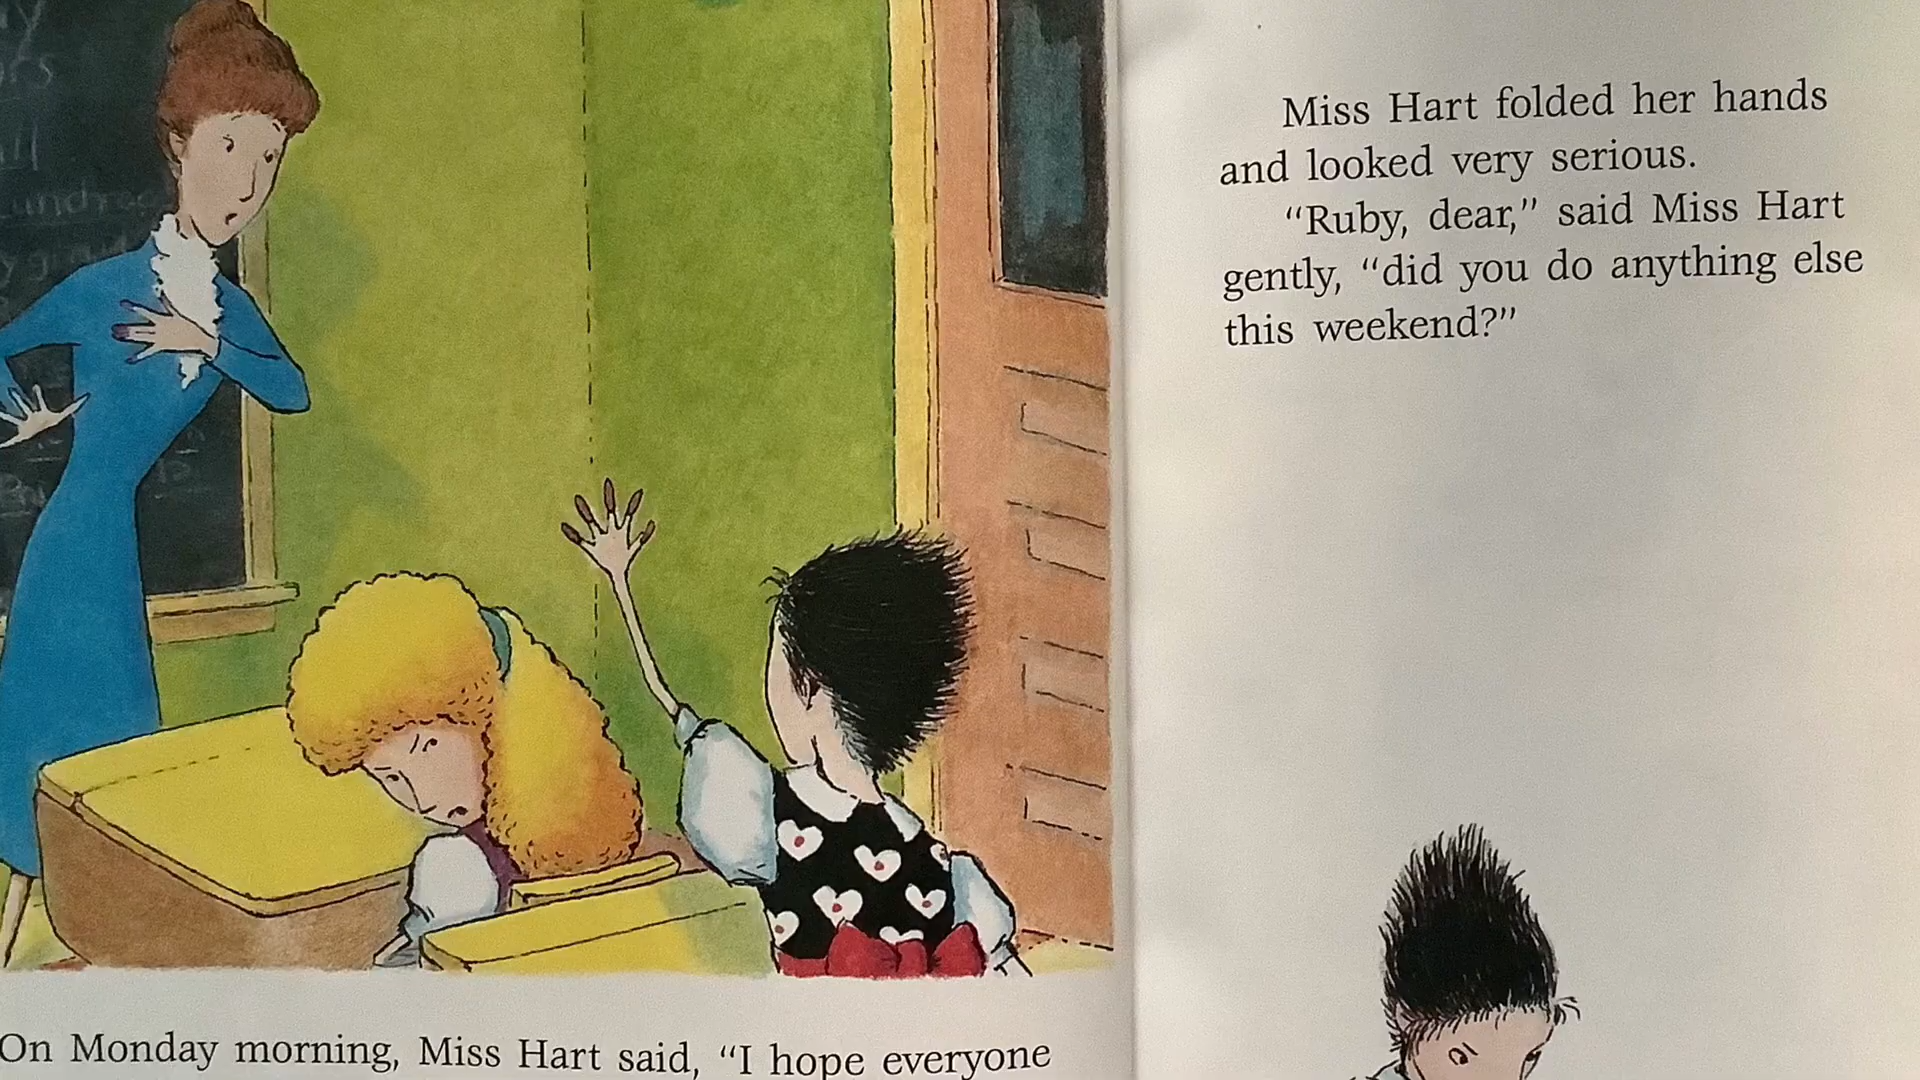 On Monday morning, Miss Hart said, “I hope everyone
Miss Hart folded her hands
and looked very serious.
“Ruby, dear,” said Miss Hart
gently, “did you do anything else
this weekend?”